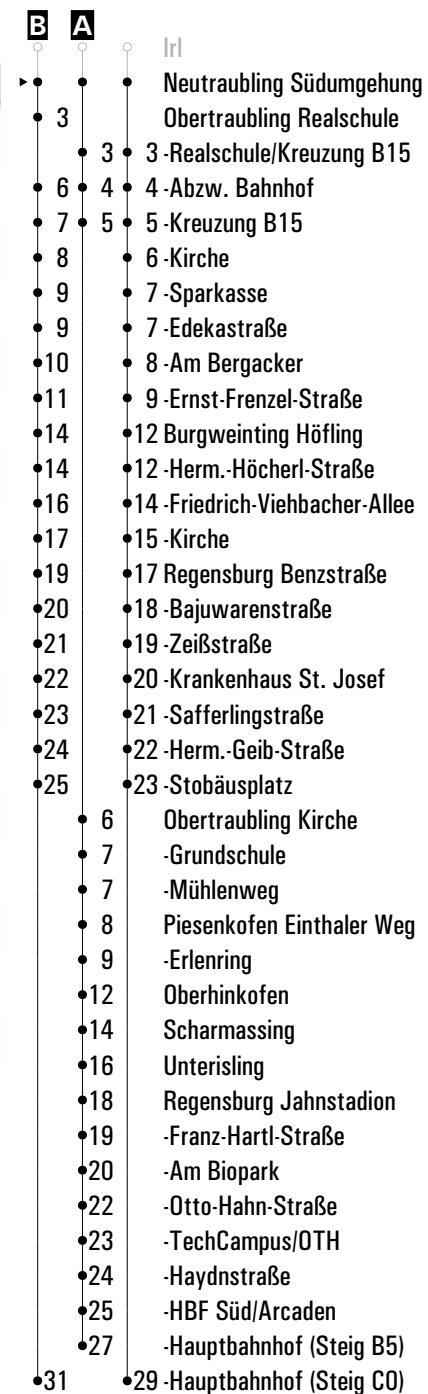 B A
Irl
Neutraubling Südumgehung
3 Obertraubling Realschule
3 3 -Realschule/Kreuzung B15
6 4 4 -Abzw. Bahnhof
7 5 5 -Kreuzung B15
8 6 -Kirche
9 7 -Sparkasse
9 7 -Edekastraße
10 8 -Am Bergacker
11 9 -Ernst-Frenzel-Straße
14 12 Burgweinting Höfling
14 12 -Herm.-Höcherl-Straße
16 14 -Friedrich-Viehbacher-Allee
17 15 -Kirche
19 17 Regensburg Benzstraße
20 18 -Bajuwarenstraße
21 19 -Zeißstraße
22 20 -Krankenhaus St. Josef
23 21 -Safferlingstraße
24 22 -Herm.-Geib-Straße
25 23 -Stobäusplatz
6 Obertraubling Kirche
7 -Grundschule
7 -Mühlenweg
8 Piesenkofen Einthaler Weg
9 -Erlenring
12 Oberhinkofen
14 Scharmassing
16 Unterisling
18 Regensburg Jahnstadion
19 -Franz-Hartl-Straße
20 -Am Biopark
22 -Otto-Hahn-Straße
23 -TechCampus/OTH
24 -Haydnstraße
25 -HBF Süd/Arcaden
27 -Hauptbahnhof (Steig B5)
31 29 -Hauptbahnhof (Steig C0)